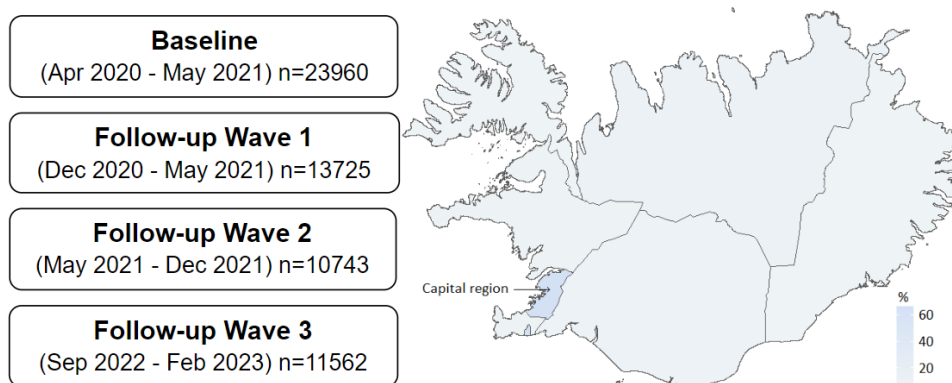 Baseline
(Apr 2020 - May 2021) n=23960
Follow-up Wave 1
(Dec 2020 - May 2021) n=13725
Follow-up Wave 2
(May 2021 - Dec 2021) n=10743
Follow-up Wave 3
(Sep 2022 - Feb 2023) n=11562
Capital region
%
60
40
20